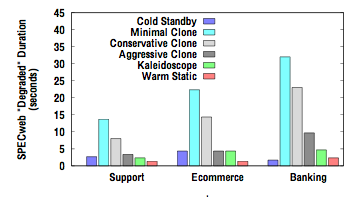 SPECweb "Degraded" Duration
(seconds)
45
40
35
30
25
20
15
10
5
0
Cold Standby
Minimal Clone
Conservative Clone
Aggressive Clone
Kaleidoscope
Warm Static
Support Ecommerce Banking